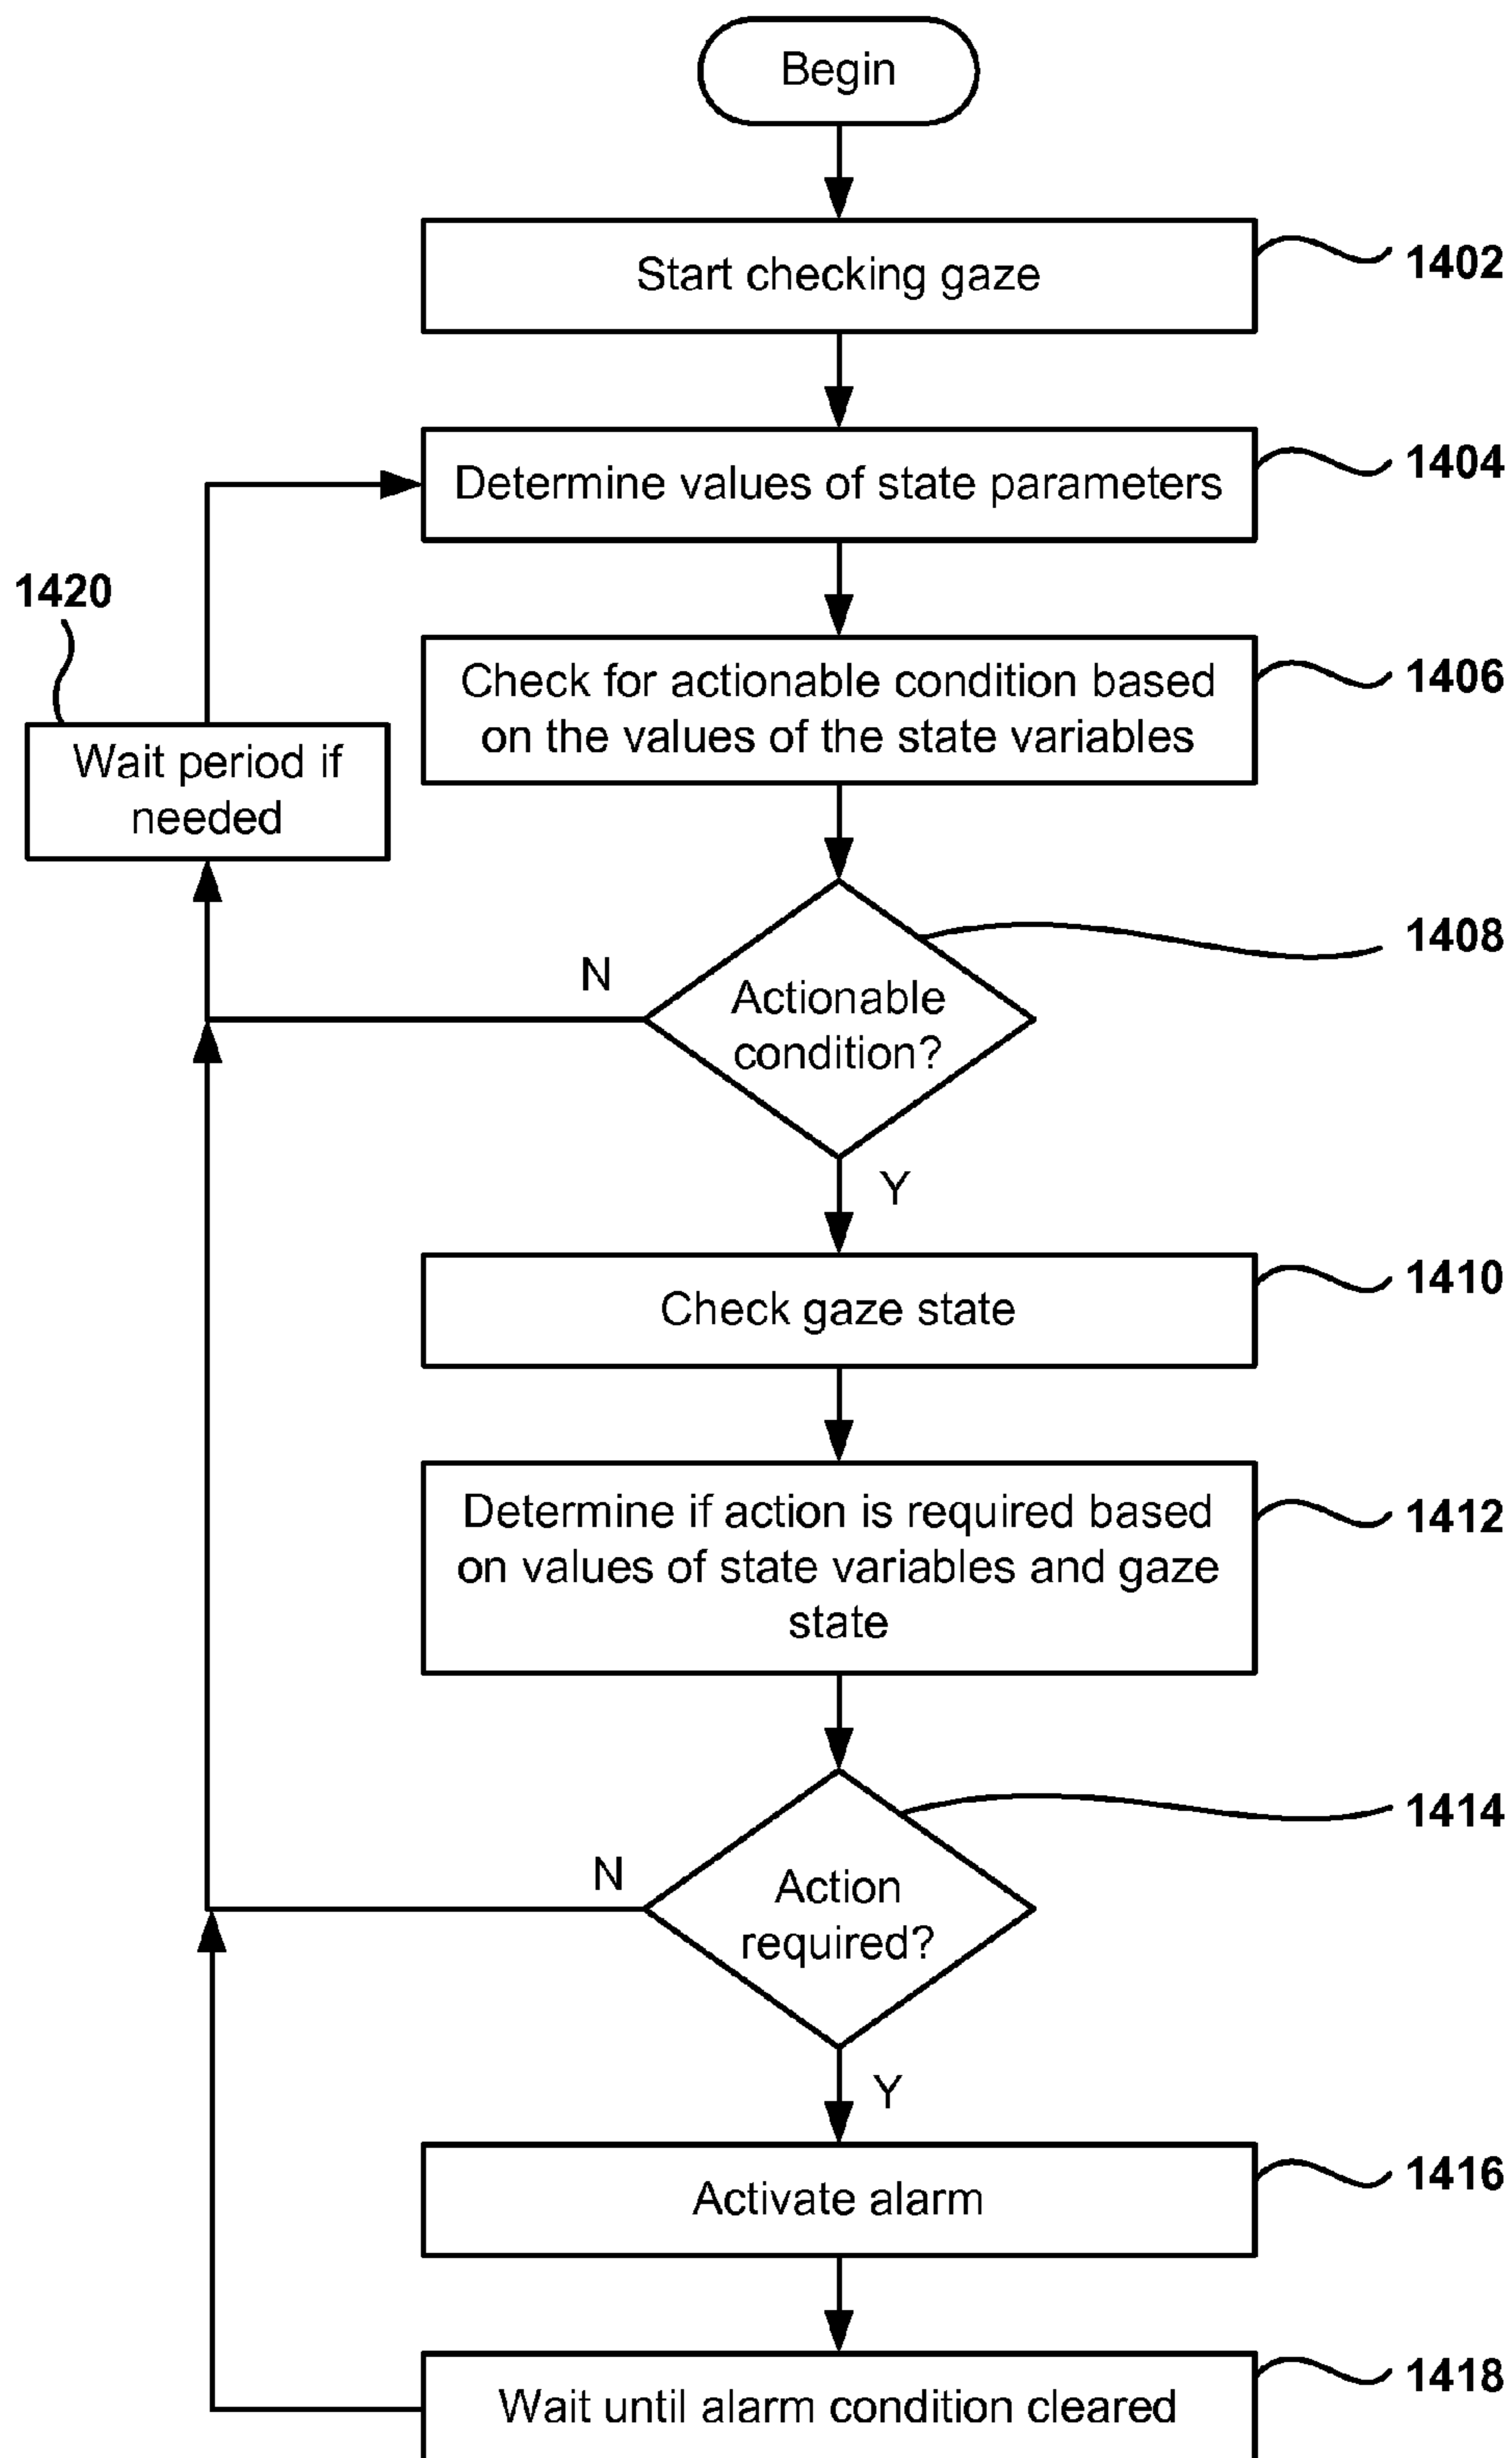 Begin
Start checking gaze
1402
Determine values of state parameters
1404
1420
Check for actionable condition based
on the values of the state variables
1406
Wait period if
needed
1408
N
Actionable
condition?
Y
Check gaze state
1410
Determine if action is required based
on values of state variables and gaze
state
1412
1414
N
Action
required?
Y
Activate alarm
1416
Wait until alarm condition cleared
1418